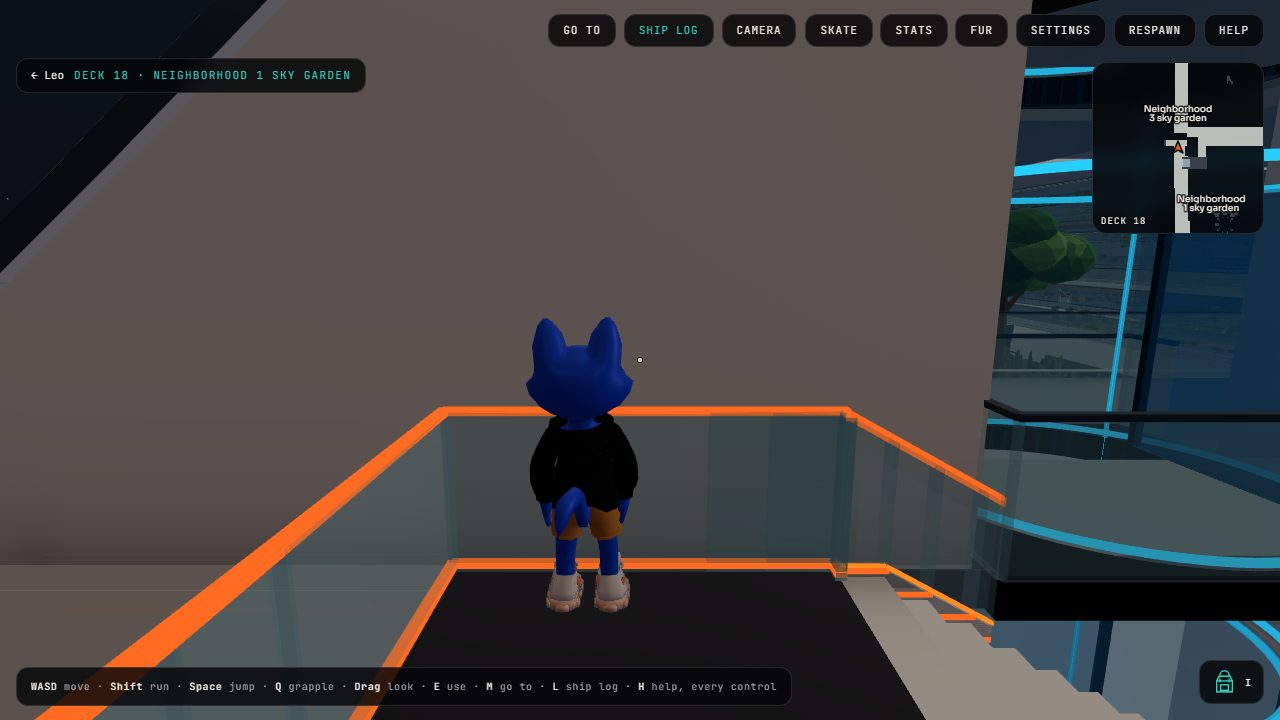 GO TO
SHIP LOG
CAMERA
SKATE
STATS
FUR
SETTINGS
RESPAWN
HELP
← Leo DECK 18 · NEIGHBORHOOD 1 SKY GARDEN
Neighborhood
3 sky garden
Neighborhood
1 sky garden
DECK 18
WASD move · Shift run · Space jump · Q grapple · Drag look · E use · M go to · L ship log · H help, every control
I